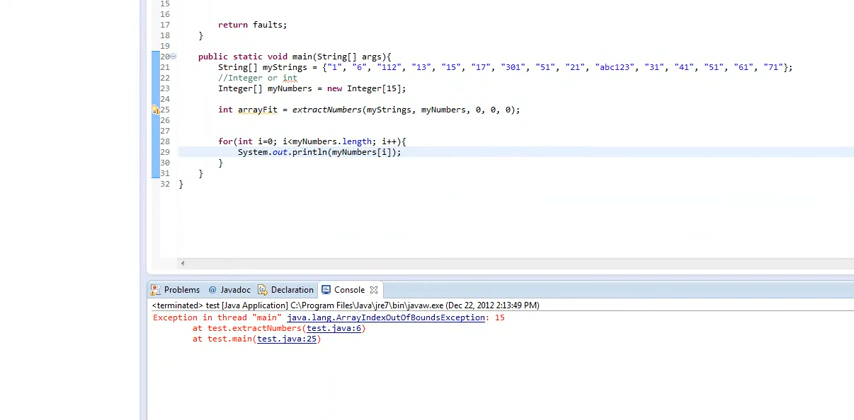 15
16
17 return faults;
18 }
19
20 public static void main(String[] args){
21 String[] myStrings = {"1", "6", "112", "13", "15", "17", "301", "51", "21", "abc123", "31", "41", "51", "61", "71"};
22 //Integer or int
23 Integer[] myNumbers = new Integer[15];
24
25 int arrayFit = extractNumbers(myStrings, myNumbers, 0, 0, 0);
26
27
28 for(int i=0; i<myNumbers.length; i++){
29 System.out.println(myNumbers[i]);
30 }
31 }
32 }
Problems @ Javadoc Declaration Console
<terminated> test [Java Application] C:\Program Files\Java\jre7\bin\javaw.exe (Dec 22, 2012 2:13:49 PM)
Exception in thread "main" java.lang.ArrayIndexOutOfBoundsException: 15
at test.extractNumbers(test.java:6)
at test.main(test.java:25)